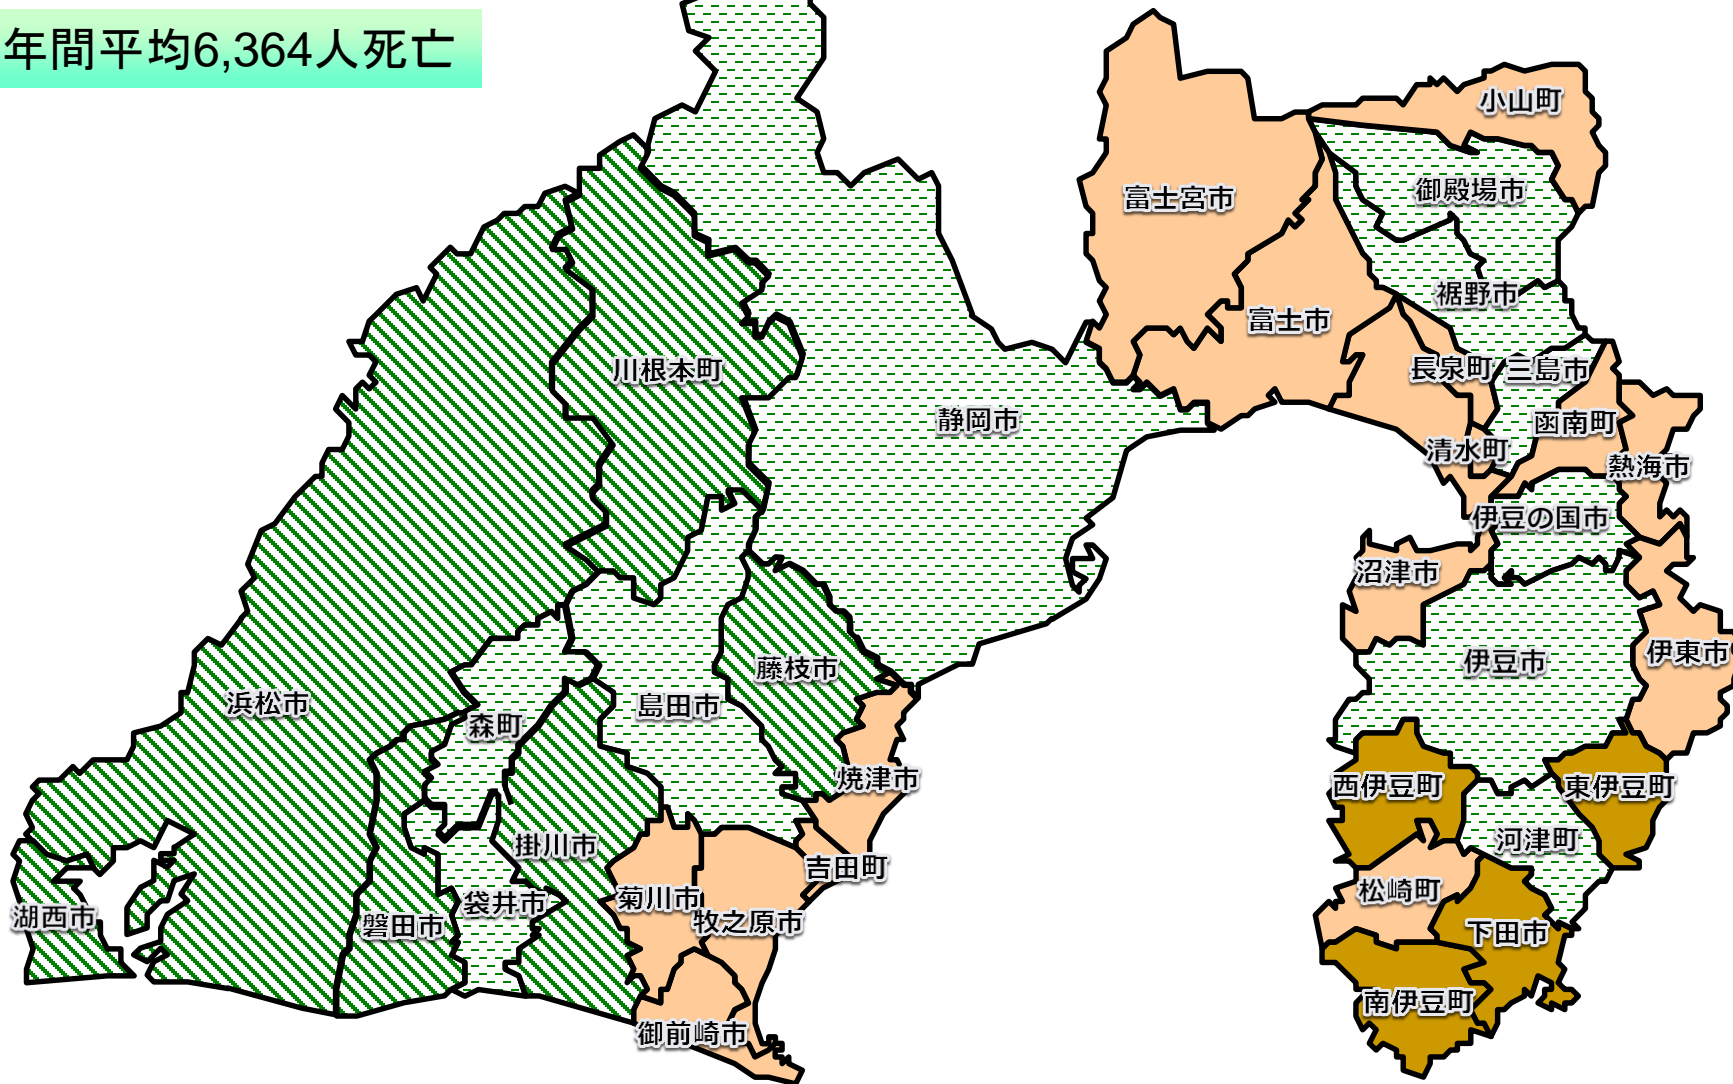 年間平均6,364人死亡
小山町
御殿場市
富士宮市
裾野市
富士市
長泉町
三島市
川根本町
静岡市
函南町
清水町
熱海市
伊豆の国市
沼津市
伊東市
伊豆市
藤枝市
島田市
浜松市
森町
焼津市
西伊豆町
東伊豆町
河津町
掛川市
吉田町
松崎町
菊川市
袋井市
牧之原市
湖西市
磐田市
下田市
南伊豆町
御前崎市